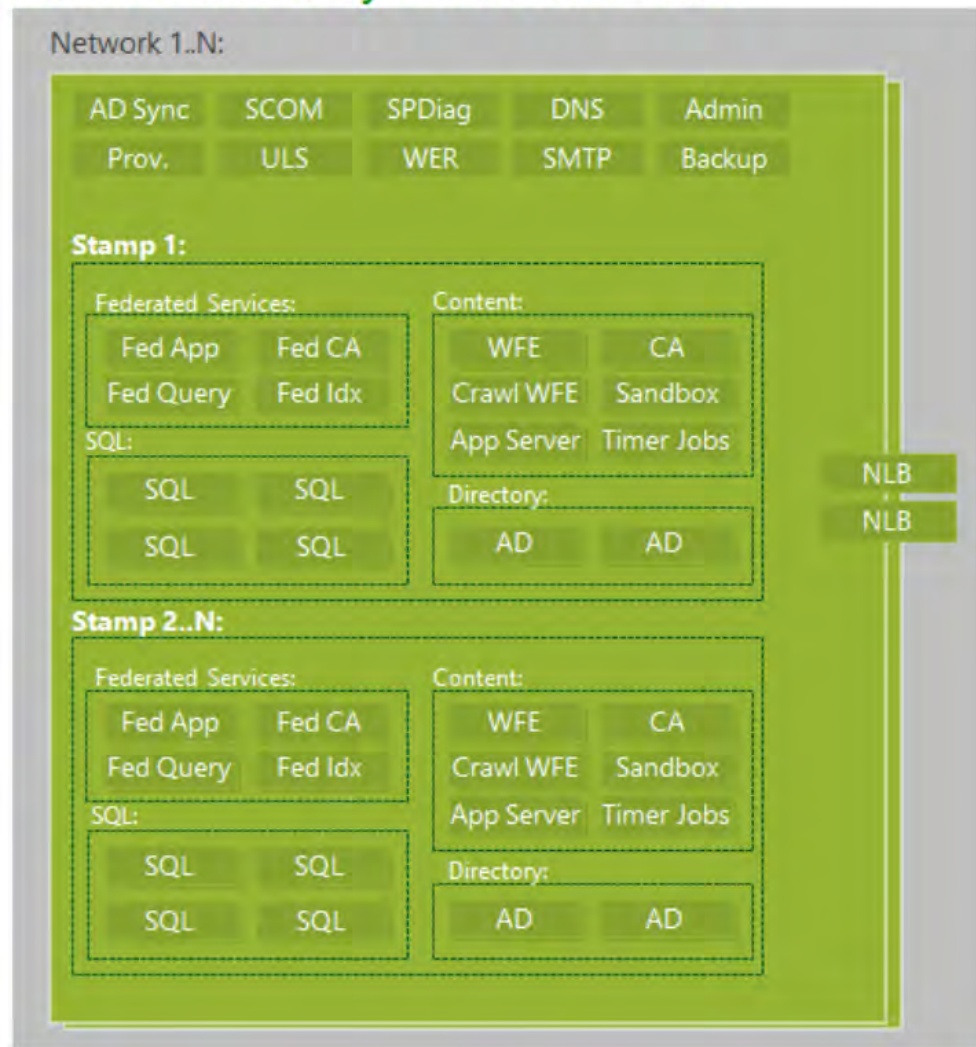 Network 1..N:
AD Sync SCOM SPDiag DNS Admin
Prov. ULS WER SMTP Backup
Stamp 1:
Federated Services:
Fed App Fed CA
Fed Query Fed Idx
SQL:
SQL SQL
SQL SQL
Content:
WFE CA
Crawl WFE Sandbox
App Server Timer Jobs
Directory:
AD AD
Stamp 2..N:
Federated Services:
Fed App Fed CA
Fed Query Fed Idx
SQL:
SQL SQL
SQL SQL
Content:
WFE CA
Crawl WFE Sandbox
App Server Timer Jobs
Directory:
AD AD
NLB
NLB